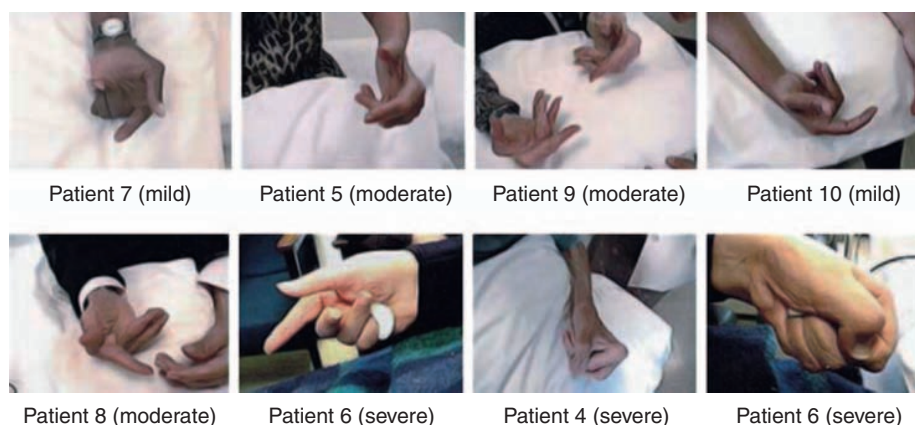 Patient 7 (mild)
Patient 5 (moderate)
Patient 9 (moderate)
Patient 10 (mild)
Patient 8 (moderate)
Patient 6 (severe)
Patient 4 (severe)
Patient 6 (severe)